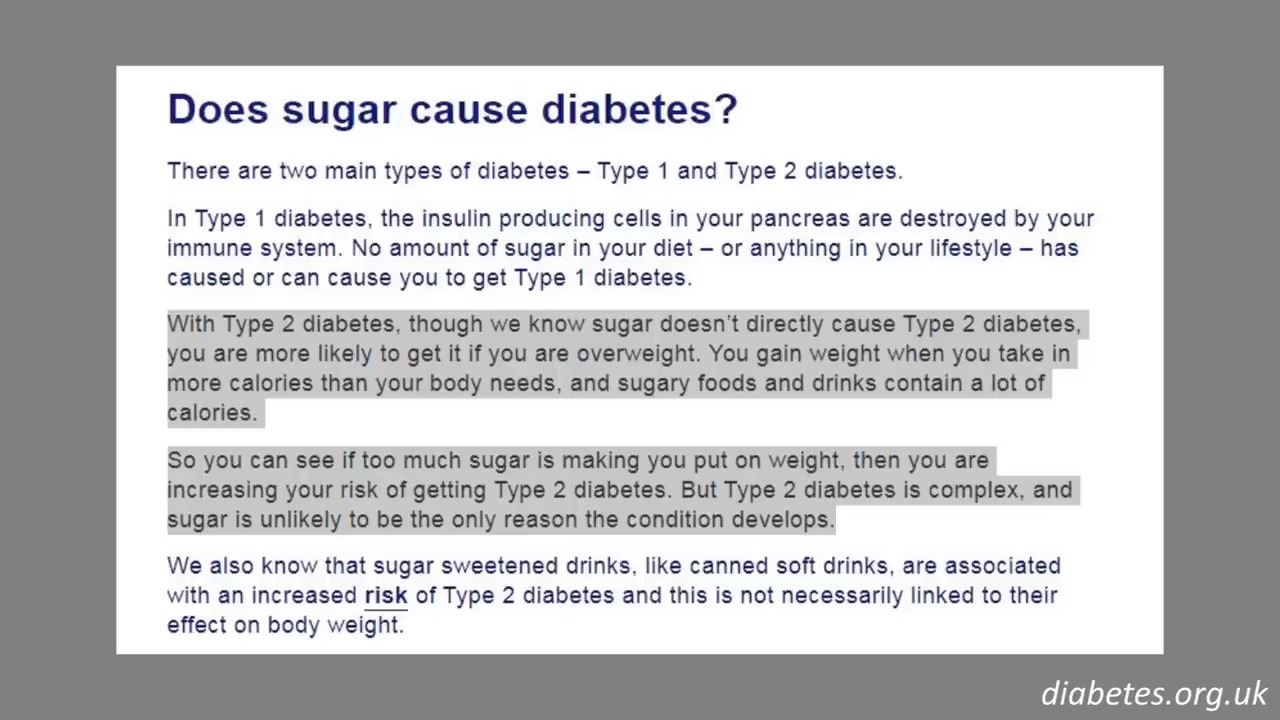 Does sugar cause diabetes?
There are two main types of diabetes – Type 1 and Type 2 diabetes.
In Type 1 diabetes, the insulin producing cells in your pancreas are destroyed by your
immune system. No amount of sugar in your diet – or anything in your lifestyle – has
caused or can cause you to get Type 1 diabetes.
With Type 2 diabetes, though we know sugar doesn’t directly cause Type 2 diabetes,
you are more likely to get it if you are overweight. You gain weight when you take in
more calories than your body needs, and sugary foods and drinks contain a lot of
calories.
So you can see if too much sugar is making you put on weight, then you are
increasing your risk of getting Type 2 diabetes. But Type 2 diabetes is complex, and
sugar is unlikely to be the only reason the condition develops.
We also know that sugar sweetened drinks, like canned soft drinks, are associated
with an increased risk of Type 2 diabetes and this is not necessarily linked to their
effect on body weight.
diabetes.org.uk